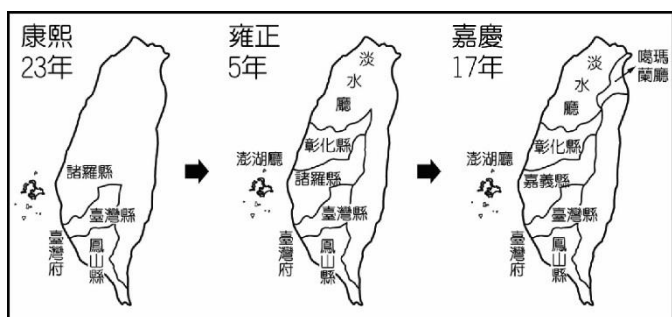 康熙
23年
諸羅縣
臺灣縣
鳳山縣
臺灣府
雍正
5年
淡水廳
彰化縣
澎湖廳
諸羅縣
臺灣縣
鳳山縣
臺灣府
嘉慶
17年
噶瑪
蘭廳
淡水廳
彰化縣
澎湖廳
嘉義縣
臺灣縣
鳳山縣
臺灣府